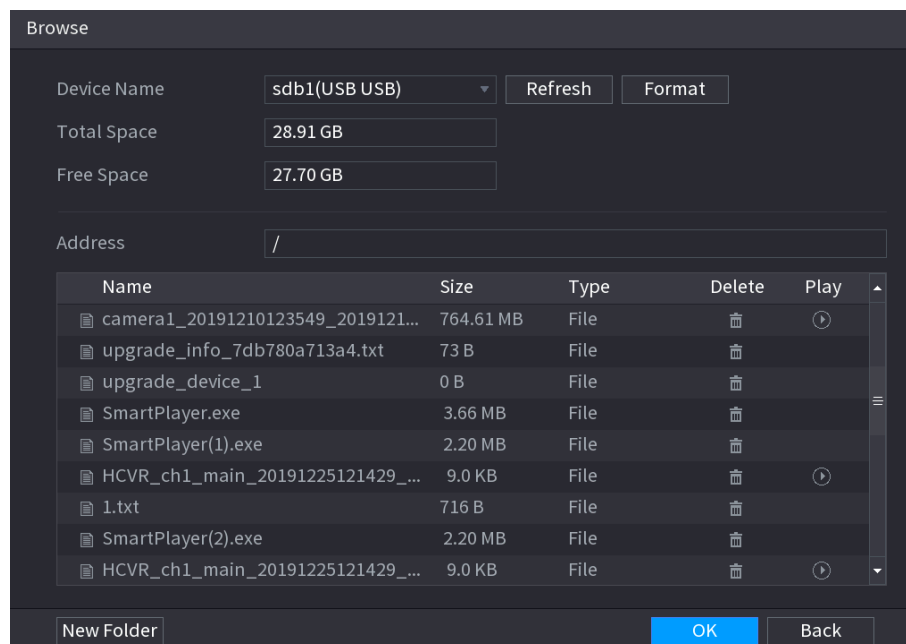 Browse
Device Name sdb1(USB USB) Refresh Format
Total Space 28.91 GB
Free Space 27.70 GB
Address /
Name Size Type Delete Play
camera1_20191210123549_2019121... 764.61 MB File
upgrade_info_7db780a713a4.txt 73 B File
upgrade_device_1 0 B File
SmartPlayer.exe 3.66 MB File
SmartPlayer(1).exe 2.20 MB File
HCVR_ch1_main_20191225121429_... 9.0 KB File
1.txt 716 B File
SmartPlayer(2).exe 2.20 MB File
HCVR_ch1_main_20191225121429_... 9.0 KB File
New Folder OK Back